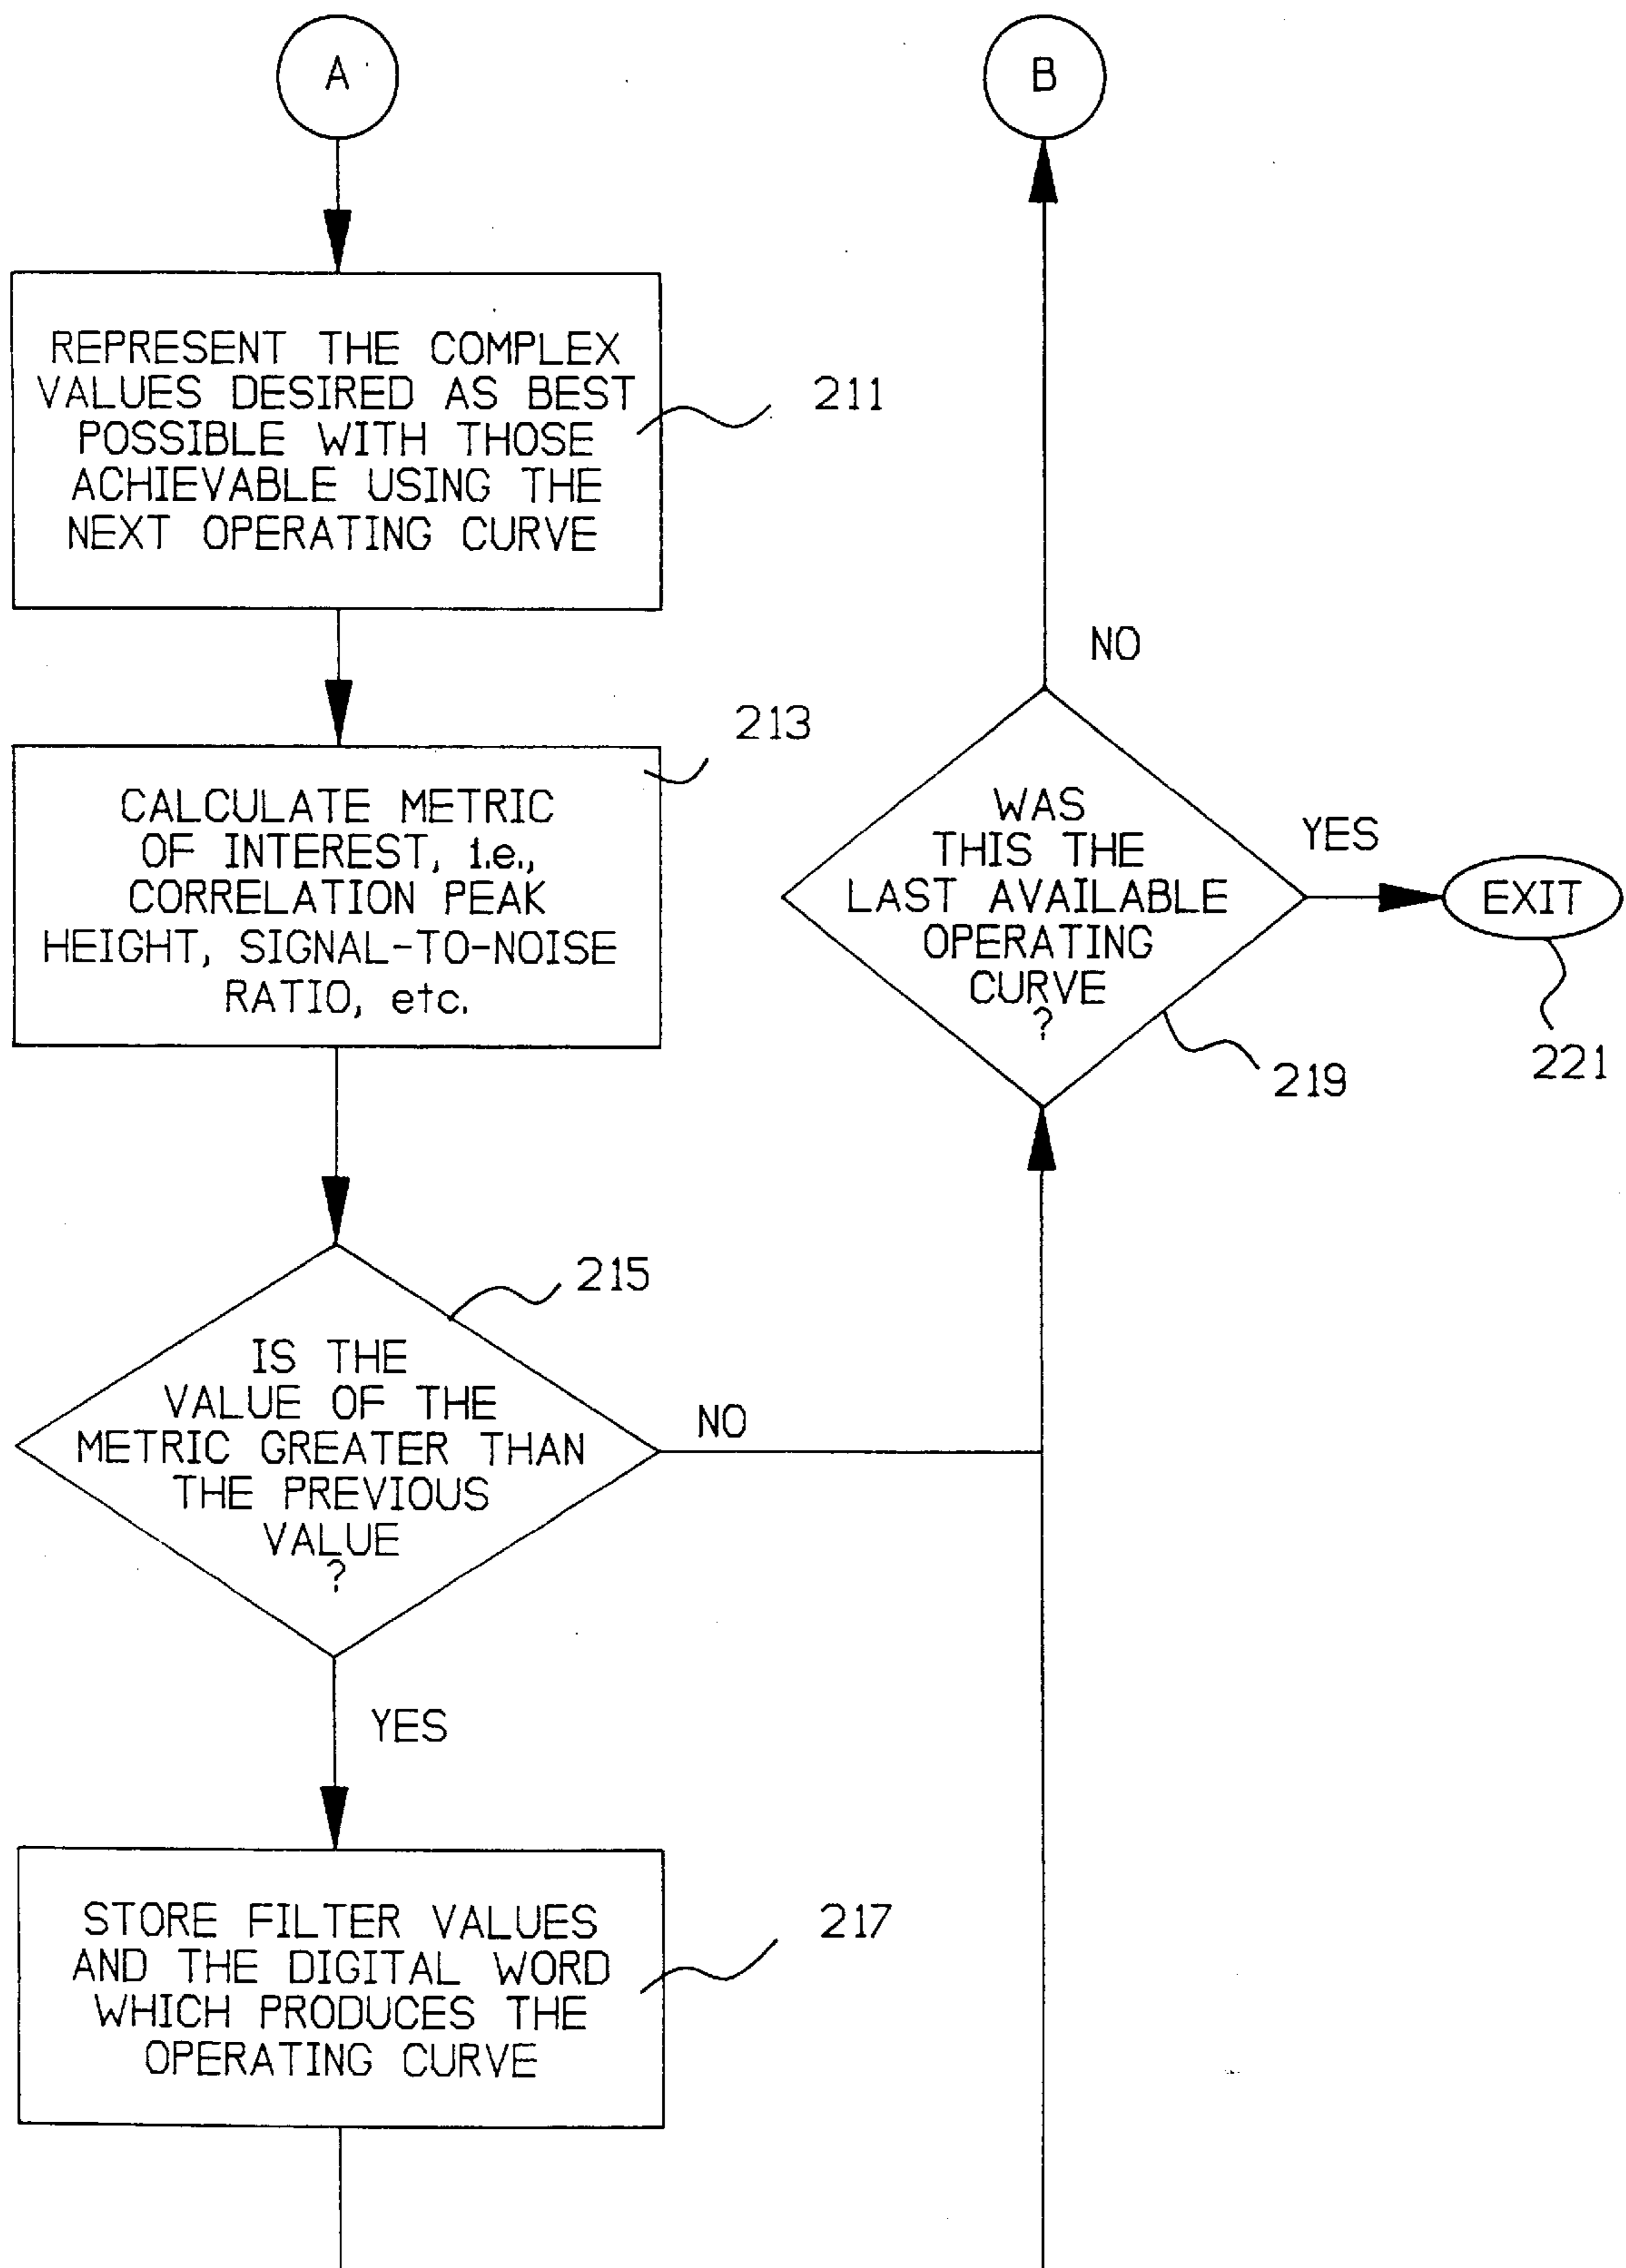 A
REPRESENT THE COMPLEX
VALUES DESIRED AS BEST
POSSIBLE WITH THOSE
ACHIEVABLE USING THE
NEXT OPERATING CURVE
211
213
CALCULATE METRIC
OF INTEREST, i.e.,
CORRELATION PEAK
HEIGHT, SIGNAL-TO-NOISE
RATIO, etc.
215
IS THE
VALUE OF THE
METRIC GREATER THAN
THE PREVIOUS
VALUE
?
NO
YES
STORE FILTER VALUES
AND THE DIGITAL WORD
WHICH PRODUCES THE
OPERATING CURVE
217
B
NO
WAS
THIS THE
LAST AVAILABLE
OPERATING
CURVE
?
219
YES
EXIT
221